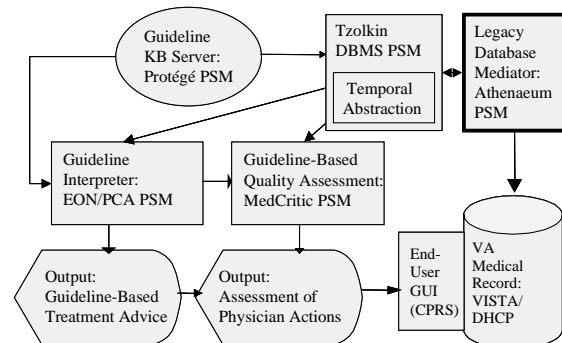 Guideline
KB Server:
Protégé PSM
Tzolkin
DBMS PSM
Temporal
Abstraction
Legacy
Database
Mediator:
Athenaeum
PSM
Guideline
Interpreter:
EON/PCA PSM
Guideline-Based
Quality Assessment:
MedCritic PSM
Output:
Guideline-Based
Treatment Advice
Output:
Assessment of
Physician Actions
End-
User
GUI
(CPRS)
VA
Medical
Record:
VISTA/
DHCP